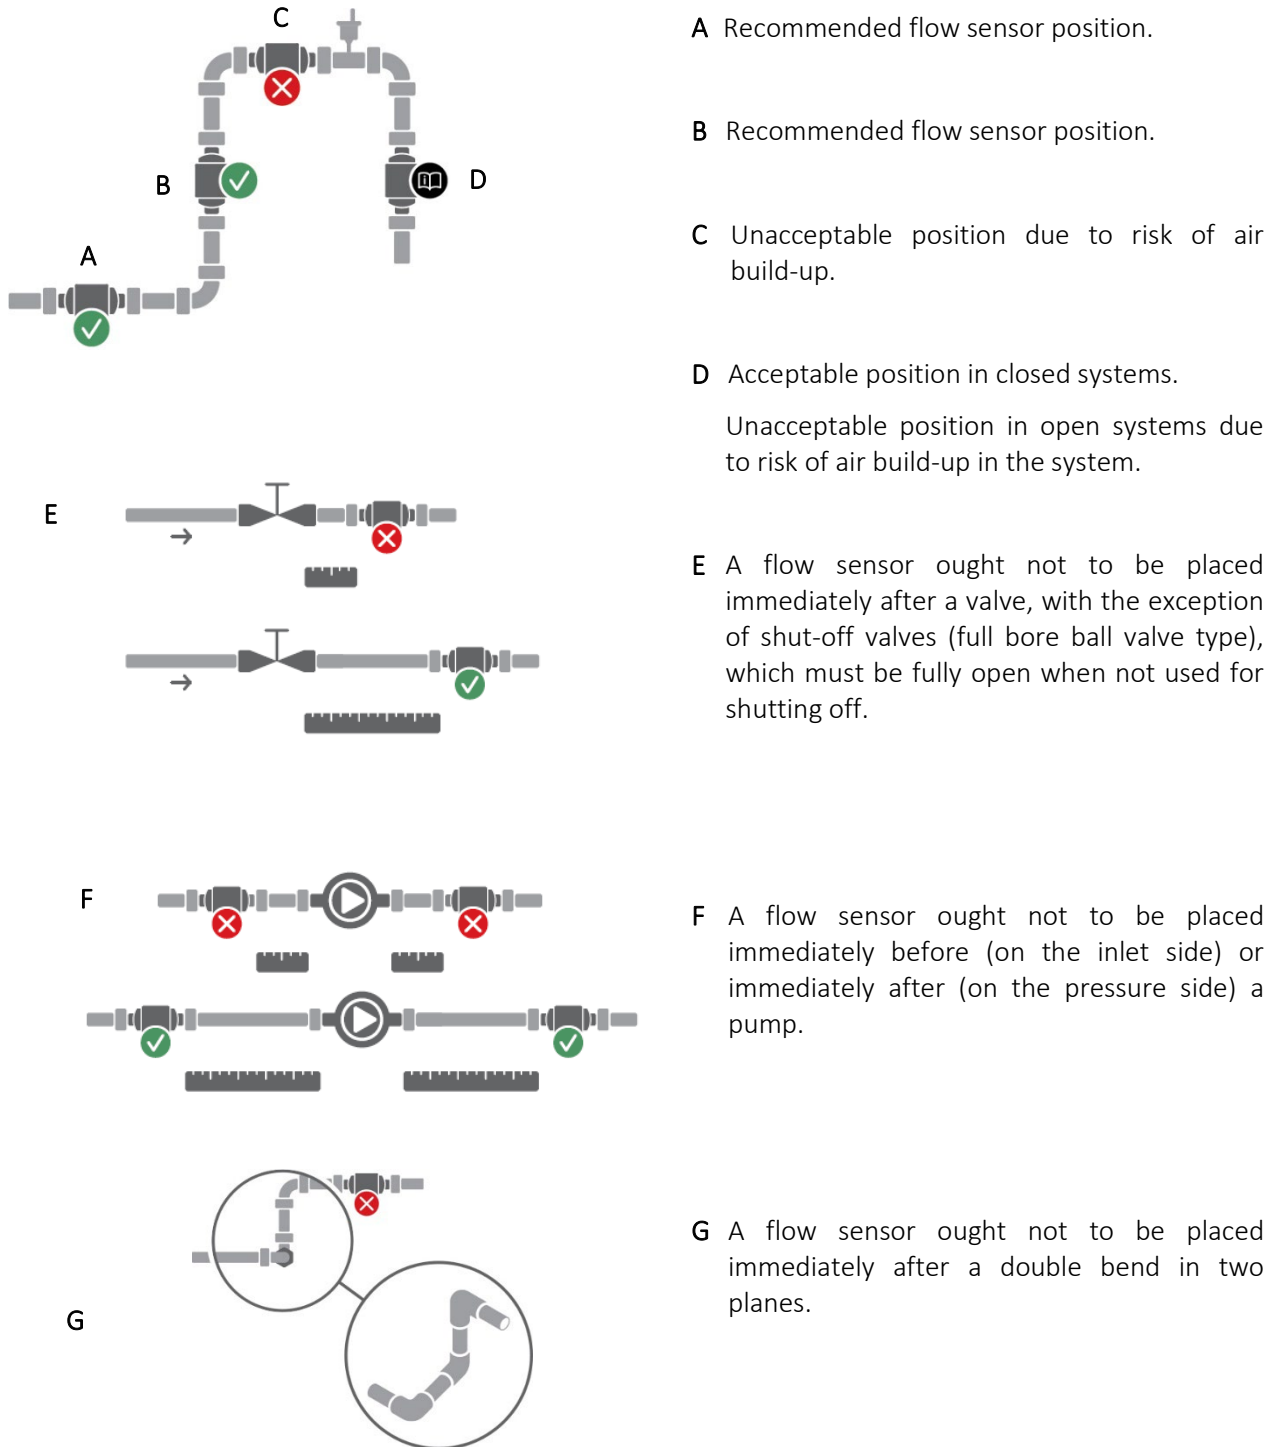 C
A Recommended flow sensor position.
B Recommended flow sensor position.
B
D
C Unacceptable position due to risk of air
build-up.
A
D Acceptable position in closed systems.
Unacceptable position in open systems due
to risk of air build-up in the system.
E
E A flow sensor ought not to be placed
immediately after a valve, with the exception
of shut-off valves (full bore ball valve type),
which must be fully open when not used for
shutting off.
F
F A flow sensor ought not to be placed
immediately before (on the inlet side) or
immediately after (on the pressure side) a
pump.
G A flow sensor ought not to be placed
immediately after a double bend in two
planes.
G